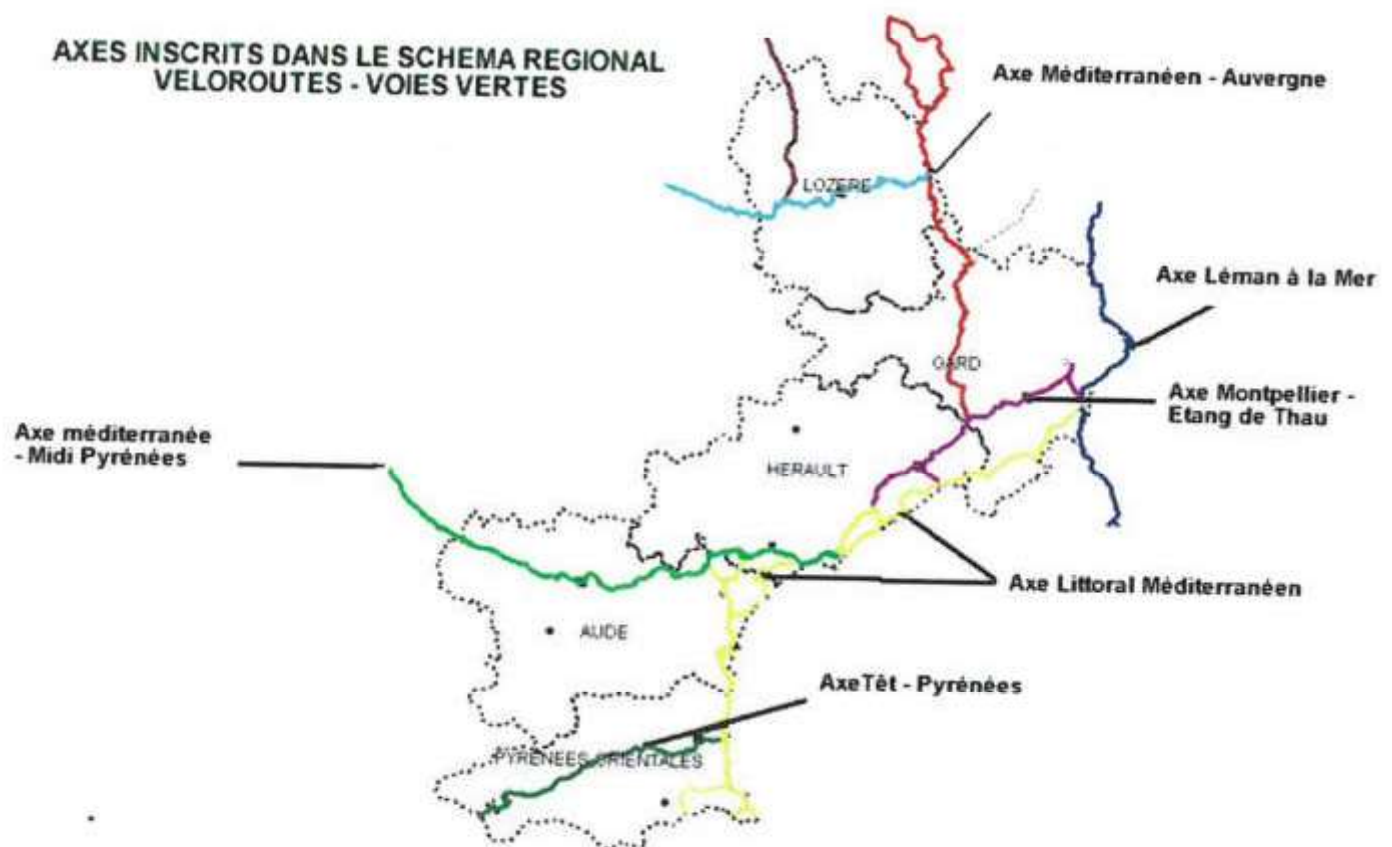 AXES INSCRITS DANS LE SCHEMA REGIONAL
VELOROUTES - VOIES VERTES
Axe Méditerranéen - Auvergne
LOZERE
Axe Léman à la Mer
GARD
Axe Montpellier -
Etang de Thau
Axe méditerranée
- Midi Pyrénées
HERAULT
Axe Littoral Méditerranéen
AUDE
AxeTêt - Pyrénées
PYRENEES ORIENTALES